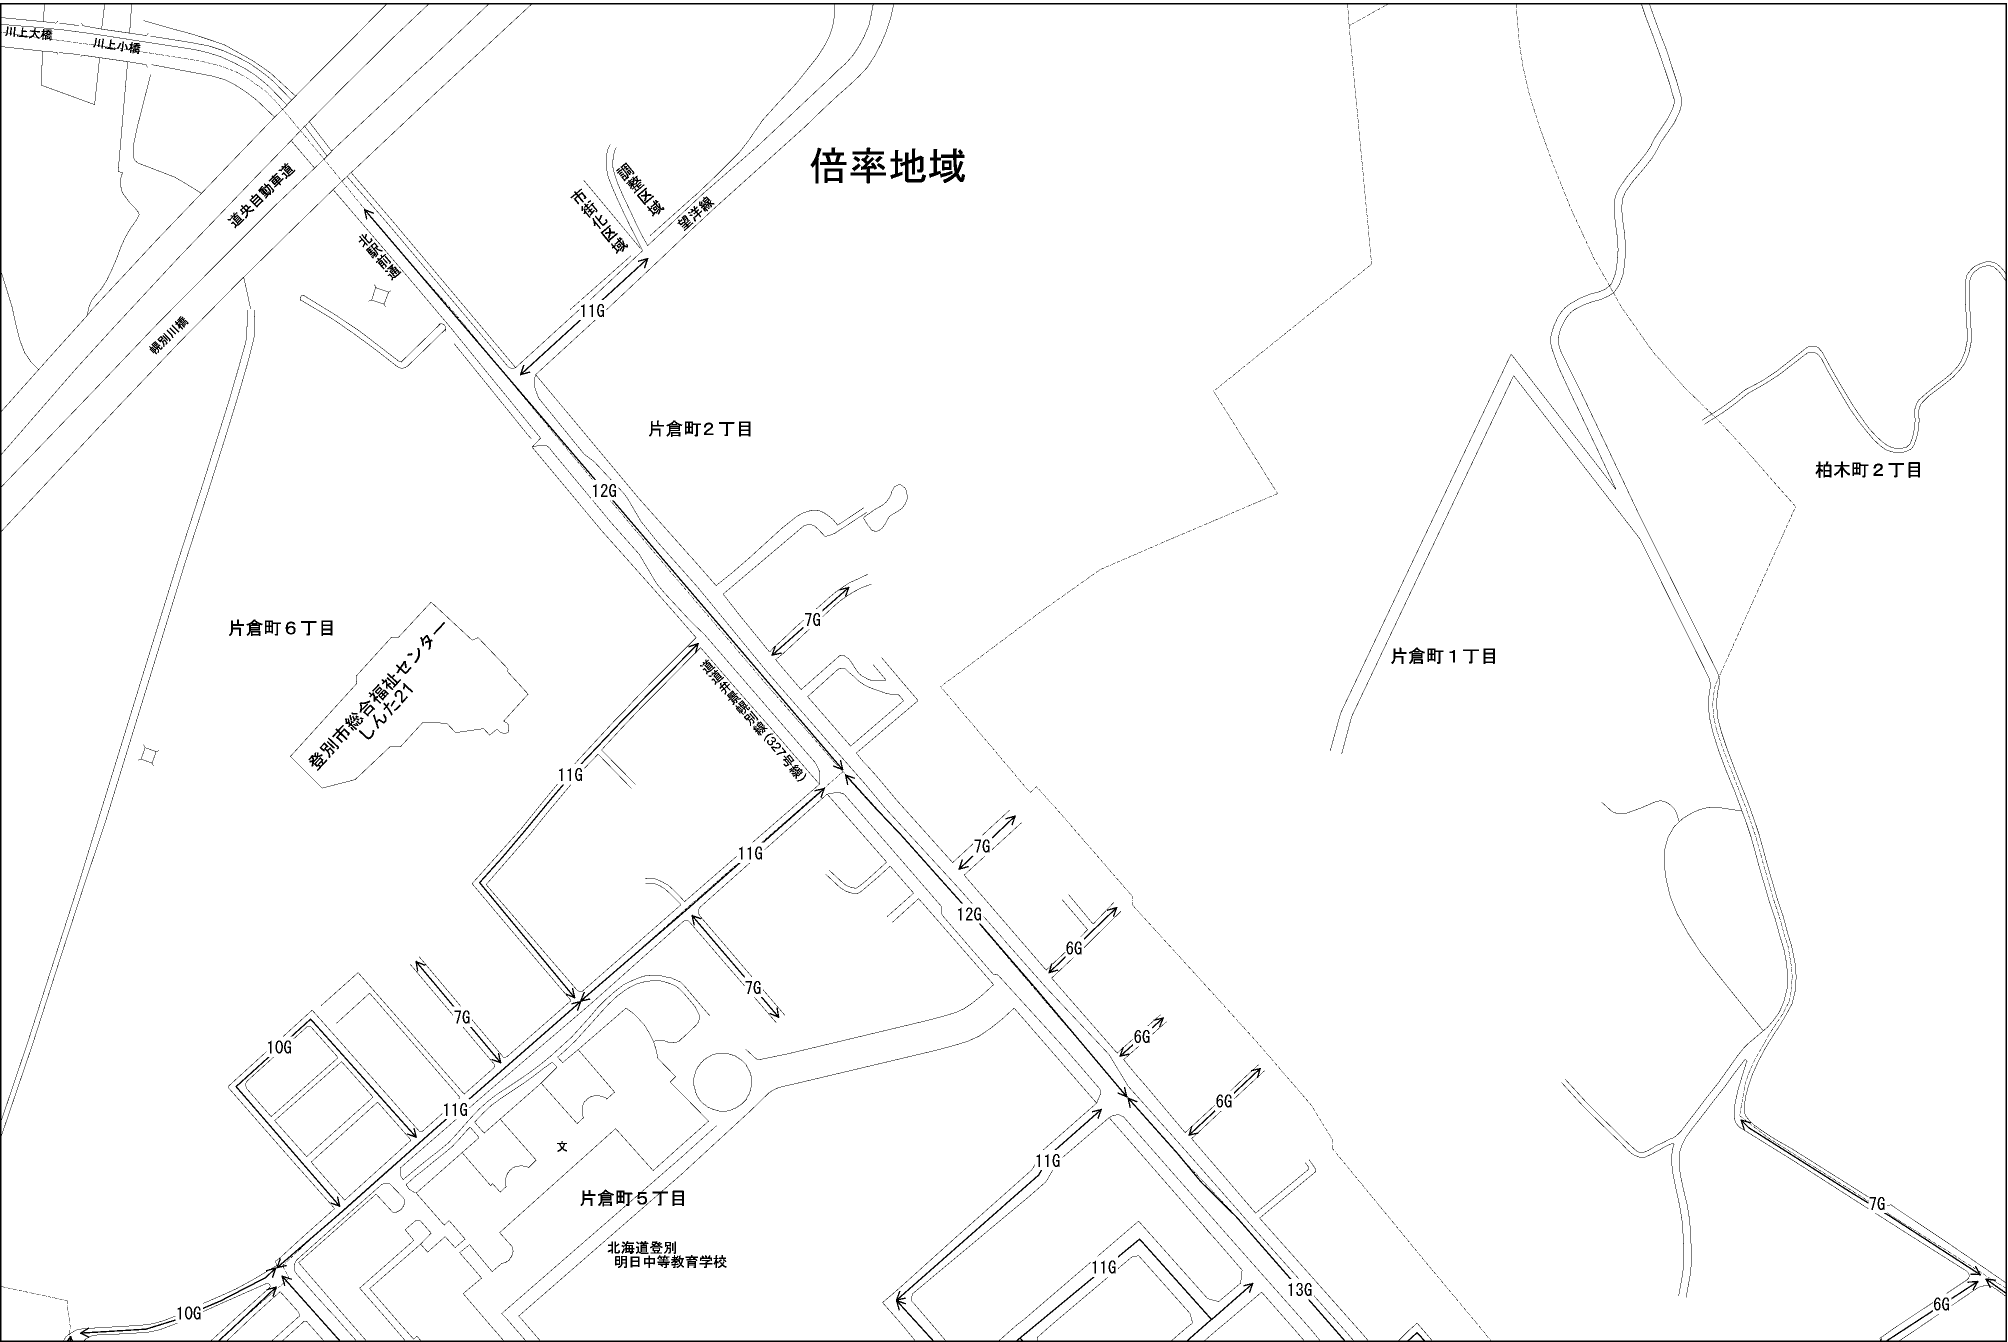 川上大橋
川上小橋
倍率地域
道央自動車道
調整区域
市街化区域
望洋線
北駅前通
幌別川橋
11G
片倉町2丁目
柏木町2丁目
12G
7G
片倉町6丁目
登別市総合福祉センター
しんた21
片倉町1丁目
道道弁景幌別線(327号線)
11G
11G
7G
12G
6G
7G
7G
10G
6G
11G
6G
文
11G
片倉町5丁目
7G
北海道登別
明日中等教育学校
11G
13G
10G
6G